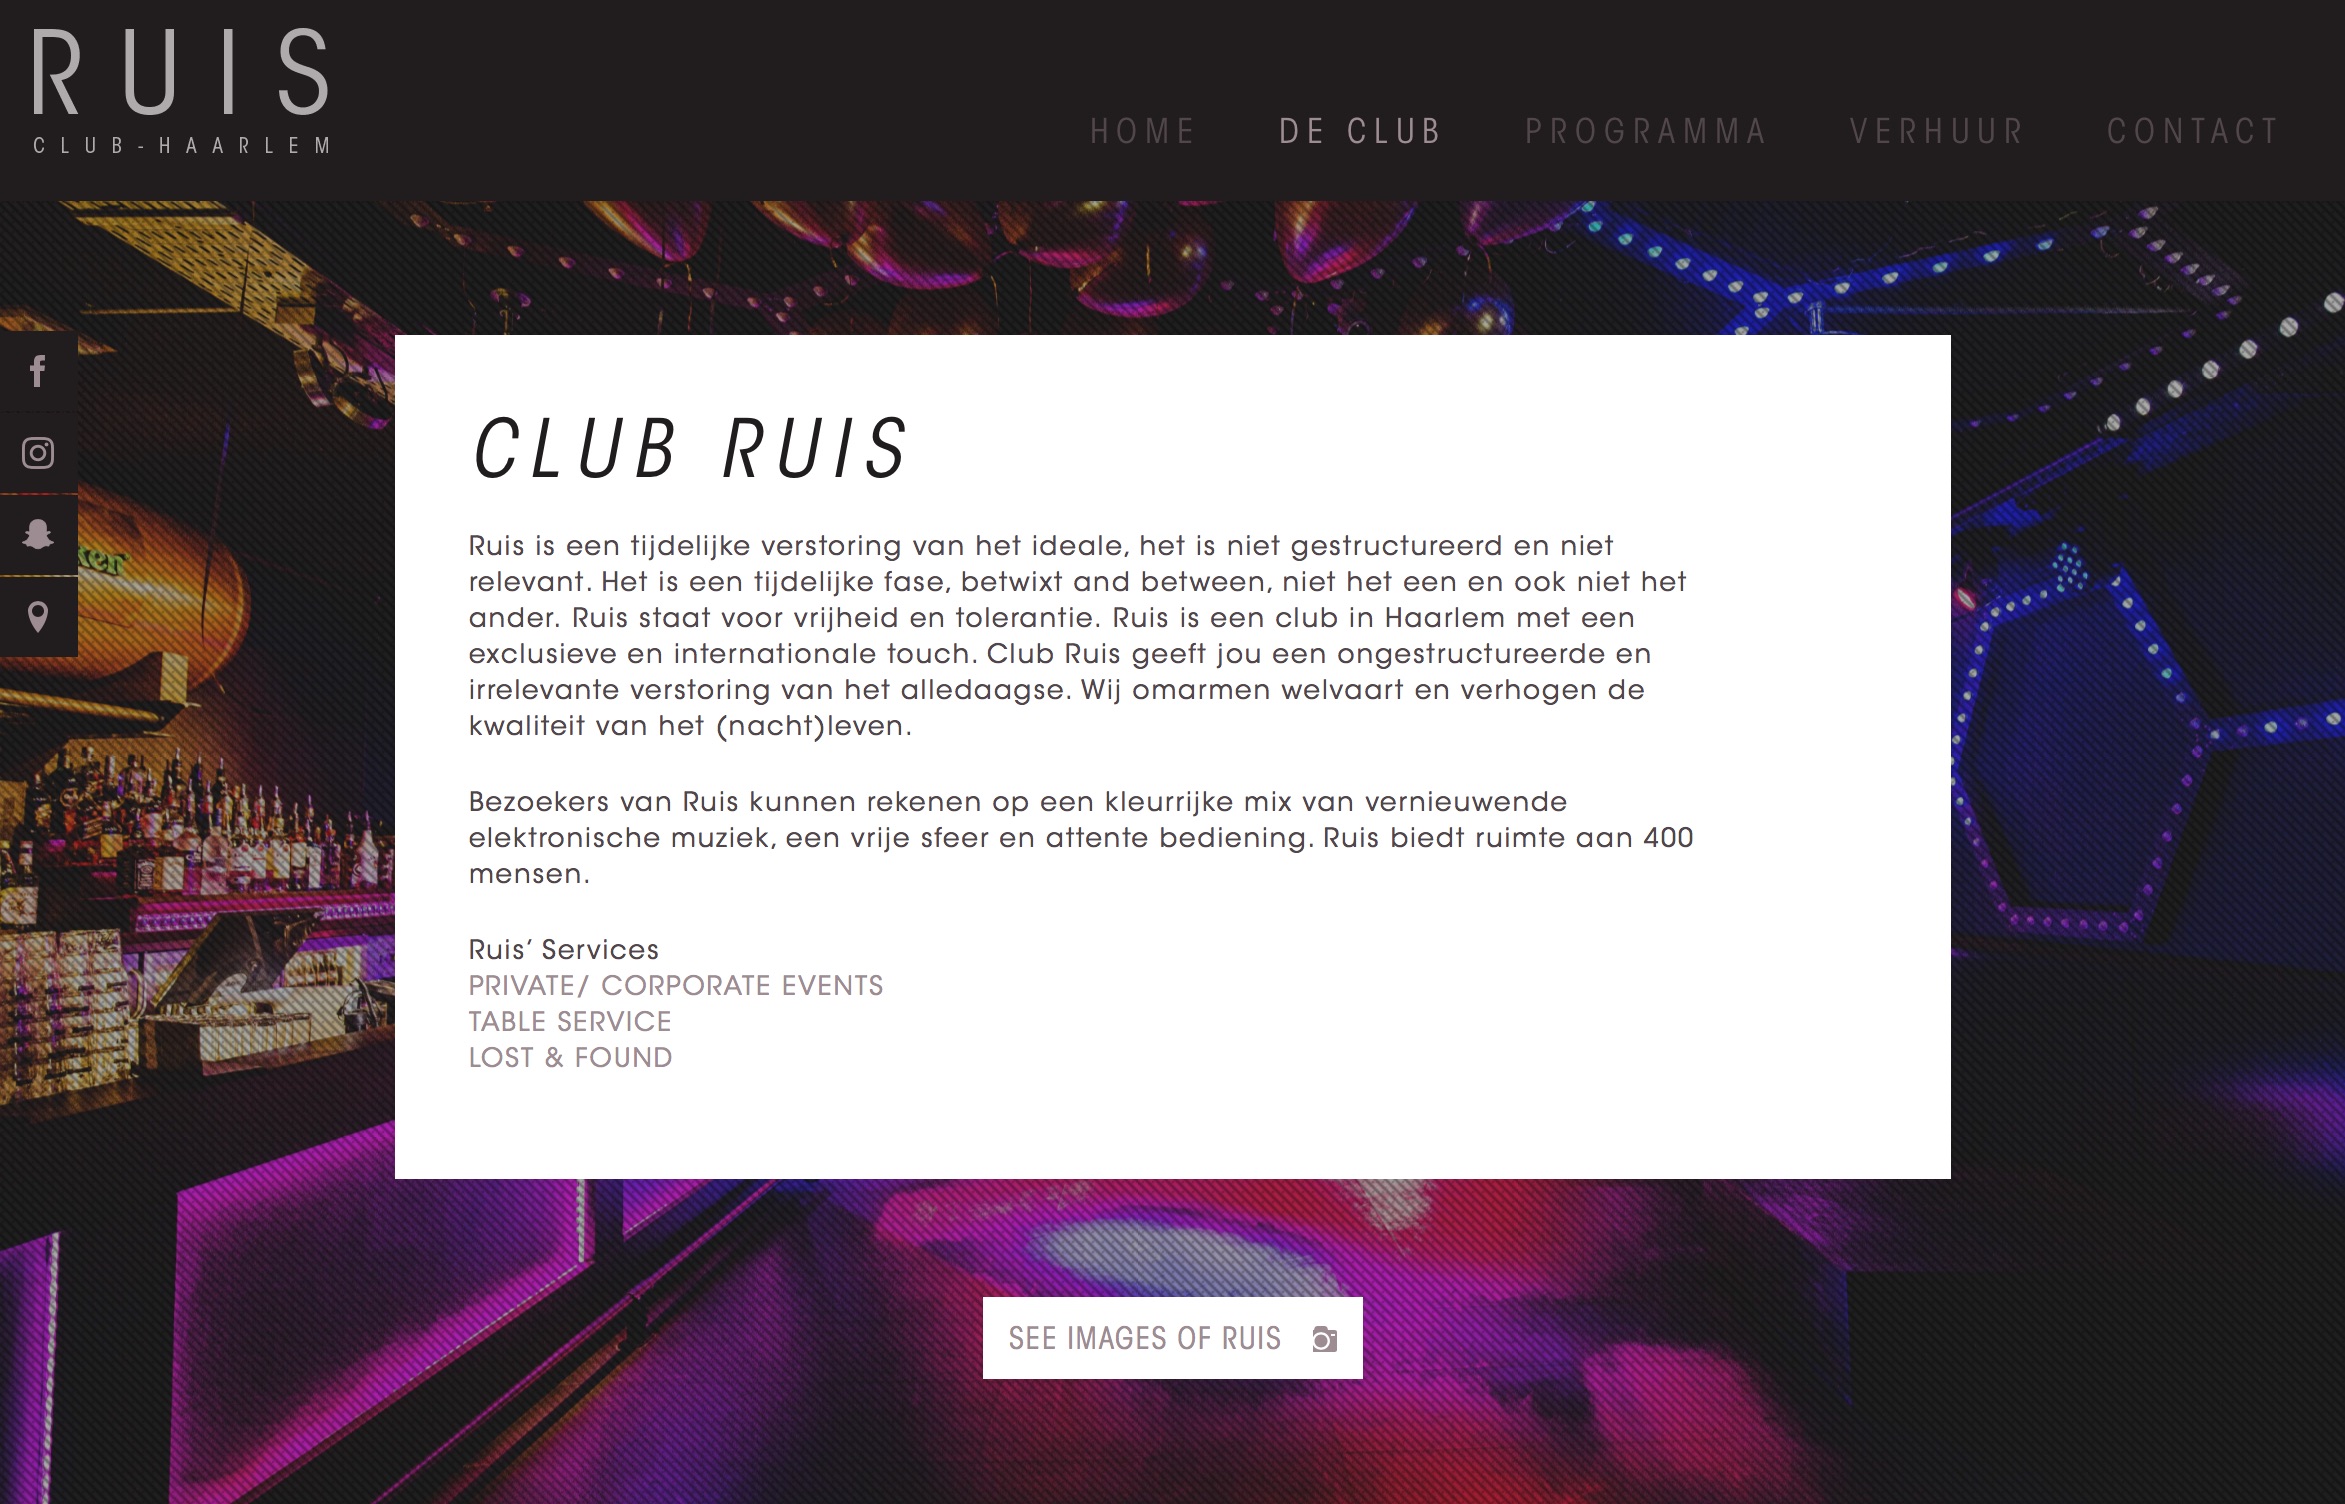 RUIS
CLUB-HAARLEM
HOME DE CLUB PROGRAMMA VERHUUR CONTACT
CLUB RUIS
Ruis is een tijdelijke verstoring van het ideale, het is niet gestructureerd en niet
relevant. Het is een tijdelijke fase, betwixt and between, niet het een en ook niet het
ander. Ruis staat voor vrijheid en tolerantie. Ruis is een club in Haarlem met een
exclusieve en internationale touch. Club Ruis geeft jou een ongestructureerde en
irrelevante verstoring van het alledaagse. Wij omarmen welvaart en verhogen de
kwaliteit van het (nacht)leven.
Bezoekers van Ruis kunnen rekenen op een kleurrijke mix van vernieuwende
elektronische muziek, een vrije sfeer en attente bediening. Ruis biedt ruimte aan 400
mensen.
Ruis’ Services
PRIVATE/ CORPORATE EVENTS
TABLE SERVICE
LOST & FOUND
SEE IMAGES OF RUIS